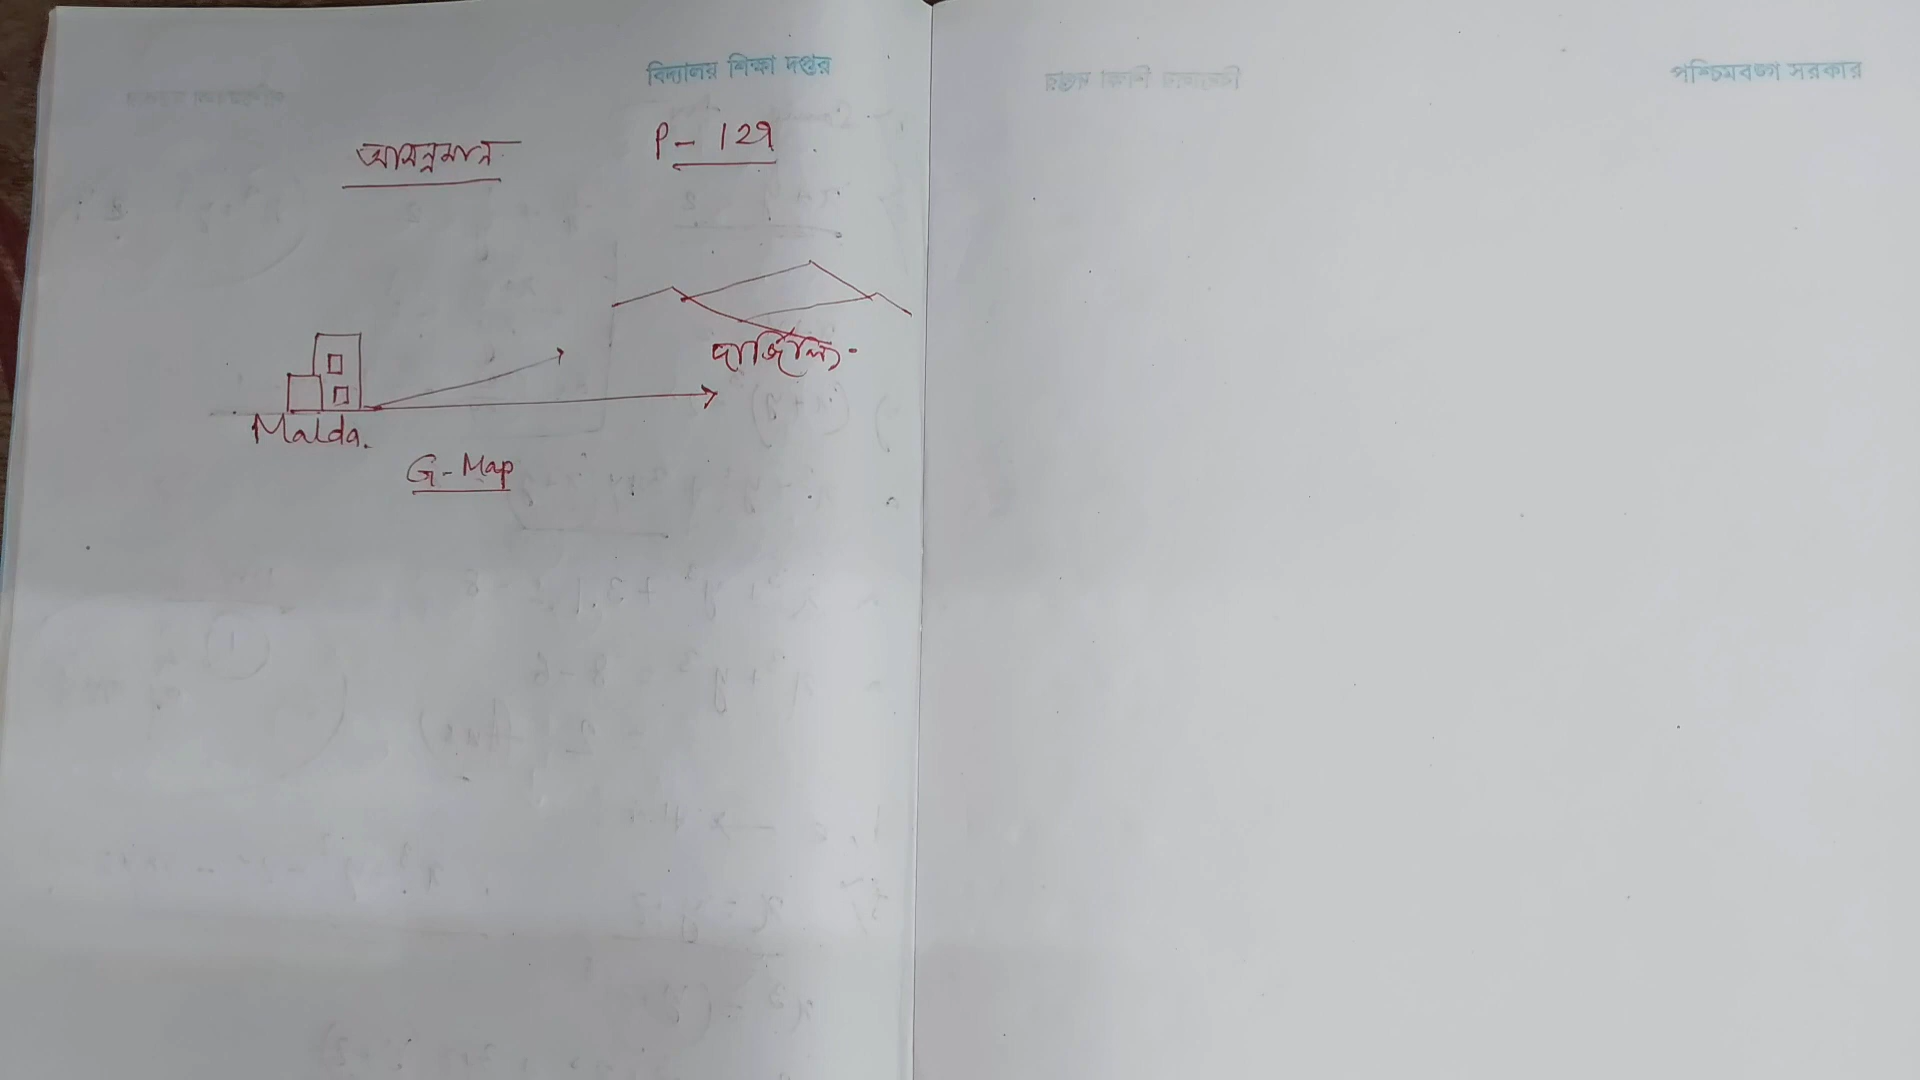 বিদ্যালয় শিক্ষা দপ্তর
পশ্চিমবঙ্গ সরকার
আসন্নমান
P - 129
দার্জিলিং
Malda.
G-Map